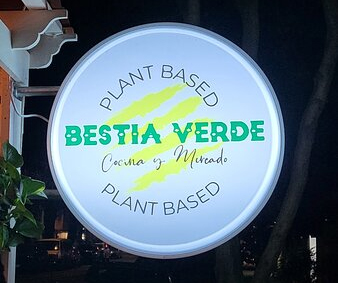 PLANT BASED
BESTIA VERDE
Cocina y Mercado
PLANT BASED